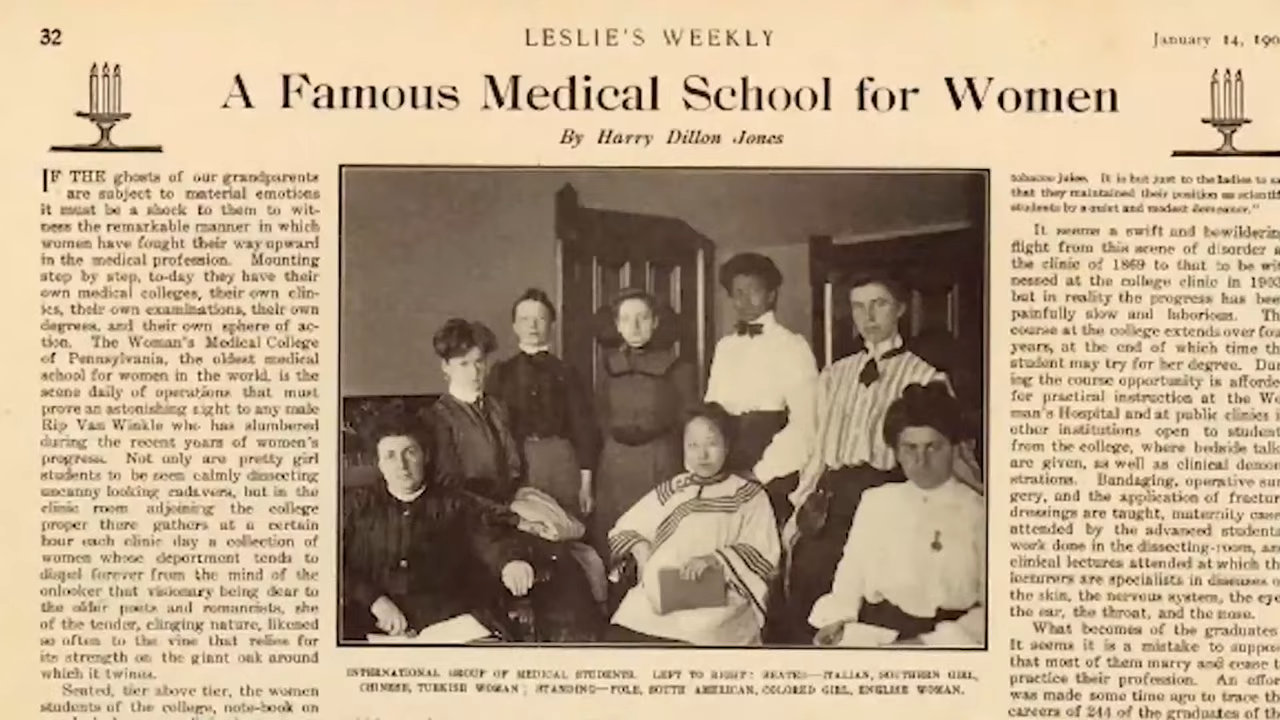 32
LESLIE'S WEEKLY
January 14, 190
A Famous Medical School for Women
By Harry Dillon Jones
IF THE ghosts of our grandparents
are subject to material emotions
it must be a shock to them to wit-
ness the remarkable manner in which
women have fought their way upward
in the medical profession. Mounting
step by step, to-day they have their
own medical colleges, their own clin-
ics, their own examinations, their own
degrees, and their own sphere of ac-
tion. The Woman's Medical College
of Pennsylvania, the oldest medical
school for women in the world, is the
scene daily of operations that must
prove an astonishing sight to any male
Rip Van Winkle who has slumbered
during the recent years of women's
progress. Not only are pretty girl
students to be seen calmly dissecting
uncanny looking cadavers, but in the
clinic room adjoining the college
proper there gathers at a certain
hour each clinic day a collection of
women whose department tends to
dispel forever from the mind of the
onlooker that visionary being dear to
the older poets and romancists, she
of the tender, clinging nature, likened
so often to the vine that relies for
its strength on the giant oak around
which it twines.
Seated, tier above tier, the women
students of the college, note-book on
INTERNATIONAL GROUP OF MEDICAL STUDENTS. LEFT TO RIGHT: SEATED—ITALIAN, SOUTHERN GIRL,
CHINESE, TURKISH WOMAN; STANDING—POLE, SOUTH AMERICAN, COLORED GIRL, ENGLISH WOMAN.
tobacco juice. It is but just to the ladies to
that they maintained their position as
students by a quiet and modest demeanor."
It seems a swift and bewildering
flight from this scene of disorder
the clinic of 1869 to that to be
nessed at the college clinic in
but in reality the progress has
painfully slow and laborious.
course at the college extends over
years, at the end of which time
student may try for her degree.
ing the course opportunity is
for practical instruction at the
man's Hospital and at public clinics
other institutions open to
from the college, where bedside
are given, as well as clinical
strations. Bandaging, operative
gery, and the application of
dressings are taught, maternity
attended by the advanced
work done in the dissecting-room,
clinical lectures attended at which
lecturers are specialists in diseases
the skin, the nervous system, the
the ear, the throat, and the nose.
What becomes of the graduates
It seems it is a mistake to
that most of them marry and cease
practise their profession. An
was made some time ago to trace
careers of 244 of the graduates of